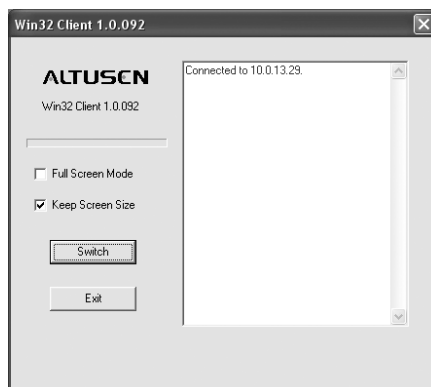 Win32 Client 1.0.092
ALTUSEN
Win32 Client 1.0.092
Full Screen Mode
Keep Screen Size
Switch
Exit
Connected to 10.0.13.29.